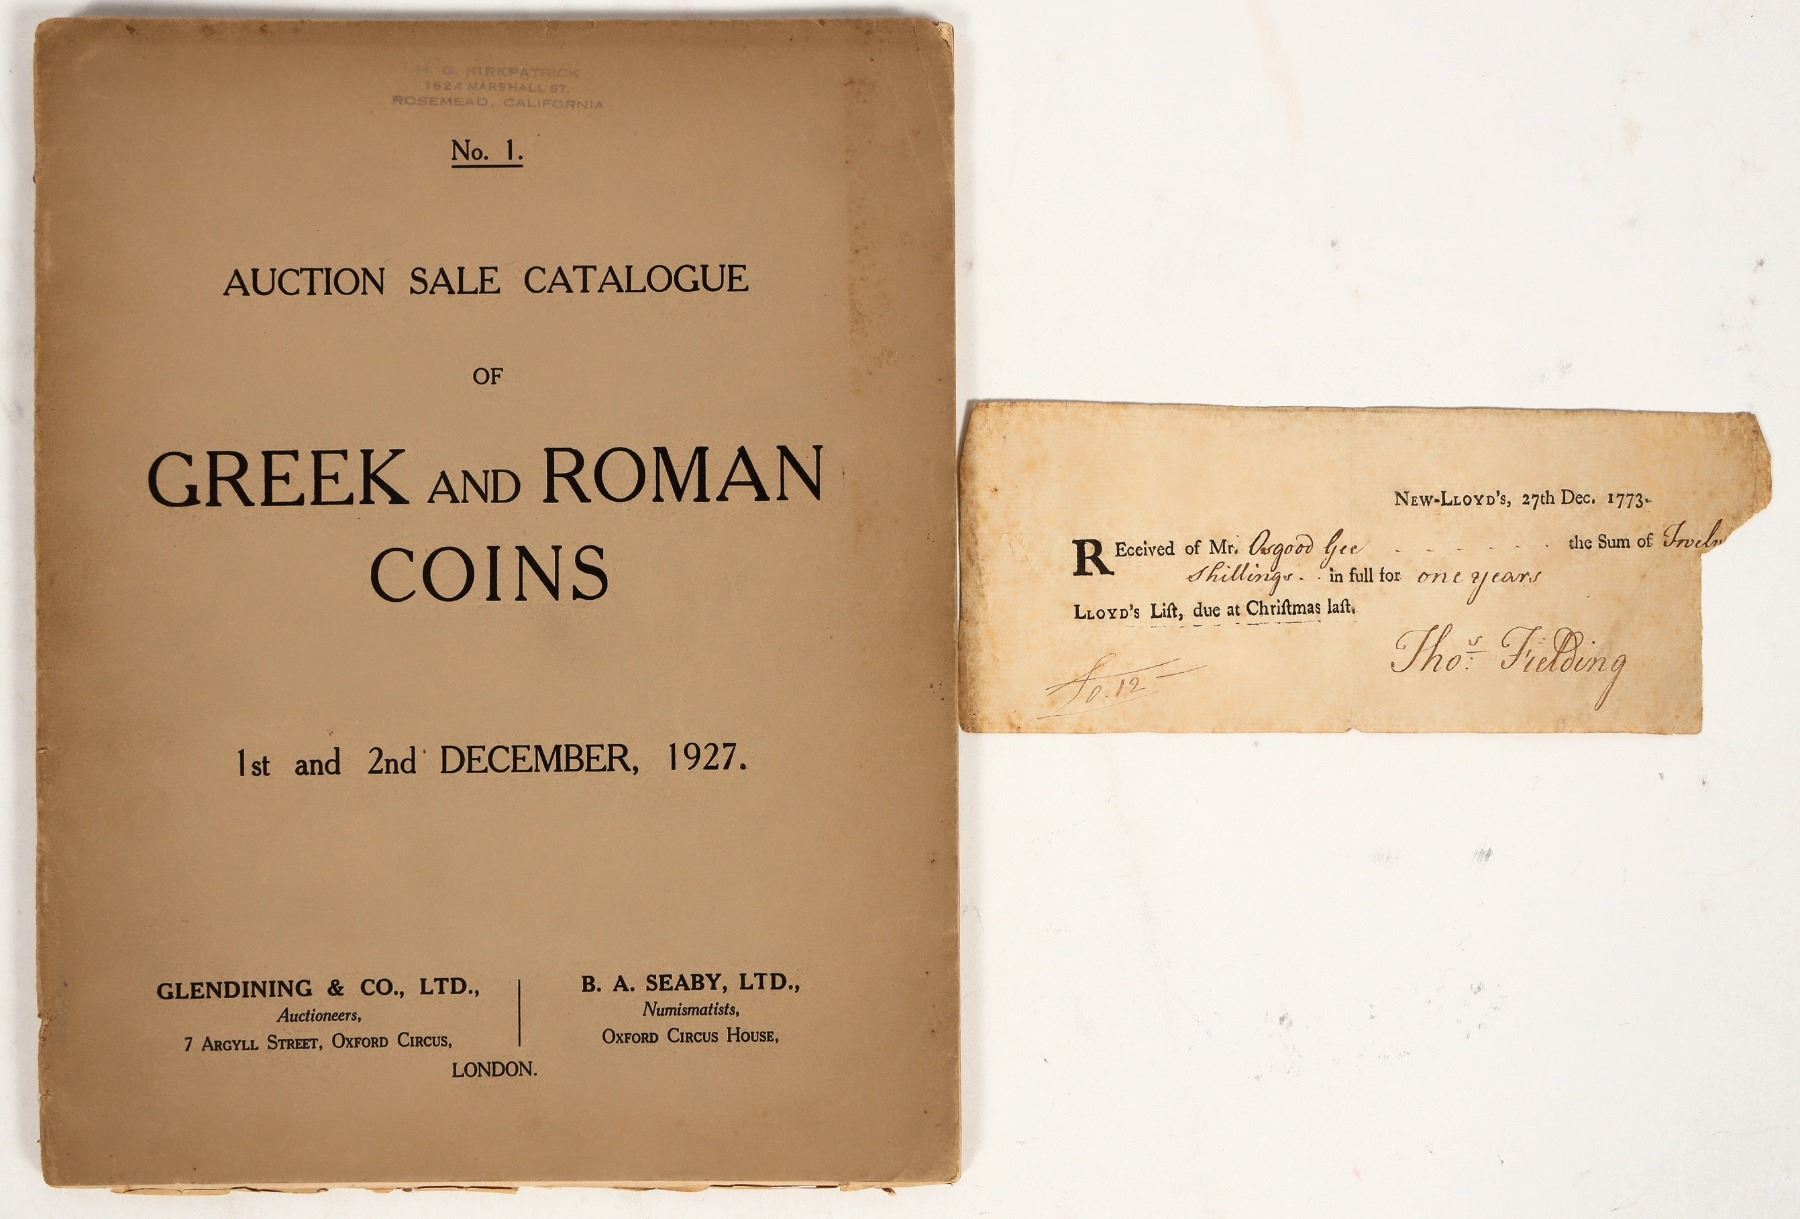 H. G. KIRKPATRICK
1624 MARSHALL ST.
ROSEMEAD, CALIFORNIA
No. 1.
AUCTION SALE CATALOGUE
OF
GREEK AND ROMAN
COINS
1st and 2nd DECEMBER, 1927.
GLENDINING & CO., LTD.,
Auctioneers,
7 ARGYLL STREET, OXFORD CIRCUS,
B. A. SEABY, LTD.,
Numismatists,
OXFORD CIRCUS HOUSE,
LONDON.
NEW-LLOYD'S, 27th Dec. 1773.
REceived of Mr. Osgood Gee . . . . . . . the Sum of Twelv
Shillings . . in full for one years
LLOYD'S Liſt, due at Chriſtmas laſt.
Thos Fielding
0.12